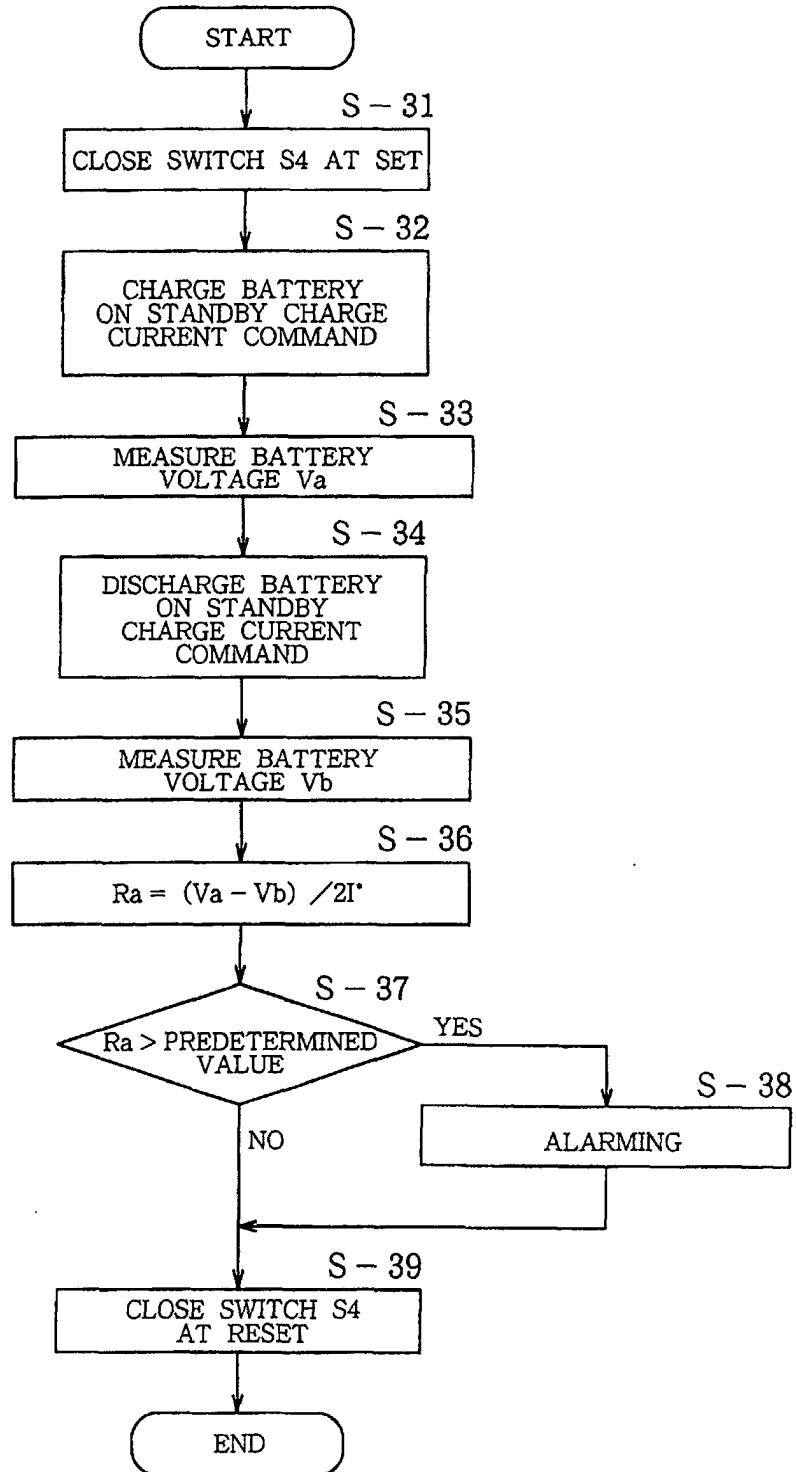 START
S – 31
CLOSE SWITCH S4 AT SET
S – 32
CHARGE BATTERY
ON STANDBY CHARGE
CURRENT COMMAND
S – 33
MEASURE BATTERY
VOLTAGE Va
S – 34
DISCHARGE BATTERY
ON STANDBY
CHARGE CURRENT
COMMAND
S – 35
MEASURE BATTERY
VOLTAGE Vb
S – 36
Ra = (Va – Vb) /2I*
S – 37
Ra > PREDETERMINED
VALUE
YES
S – 38
ALARMING
NO
S – 39
CLOSE SWITCH S4
AT RESET
END